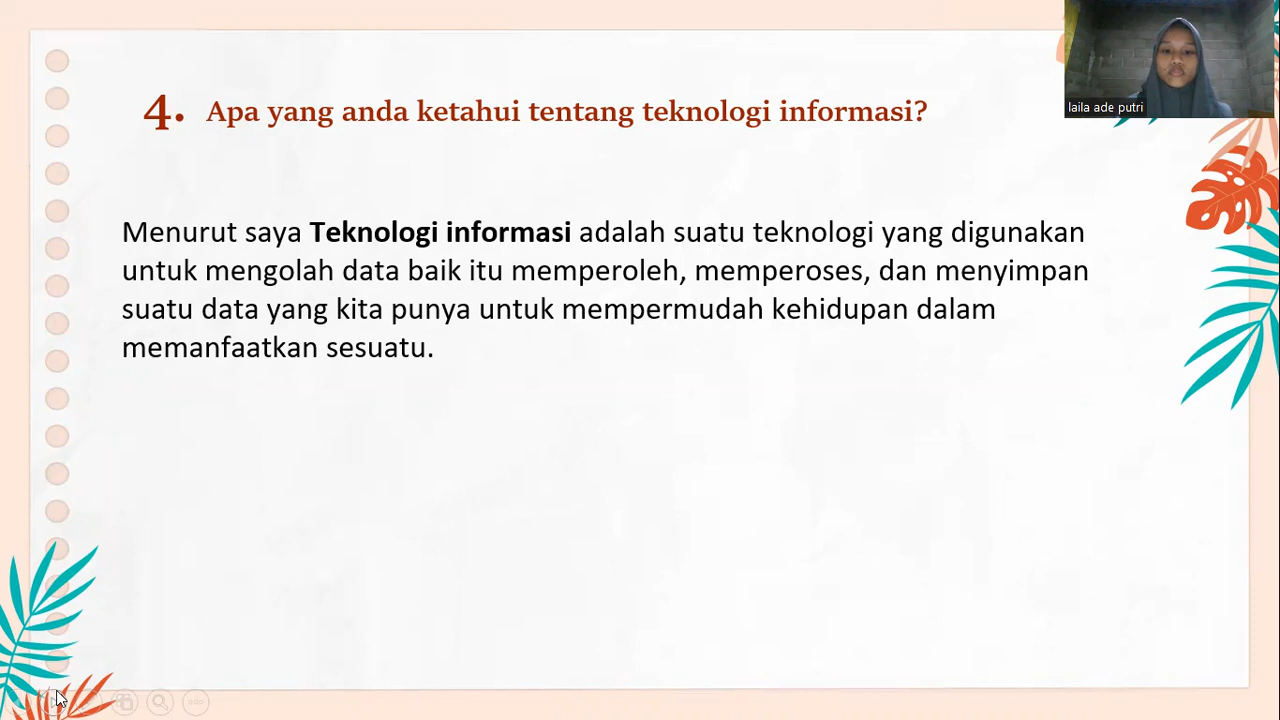 laila ade putri
4. Apa yang anda ketahui tentang teknologi informasi?
Menurut saya Teknologi informasi adalah suatu teknologi yang digunakan
untuk mengolah data baik itu memperoleh, memperoses, dan menyimpan
suatu data yang kita punya untuk mempermudah kehidupan dalam
memanfaatkan sesuatu.